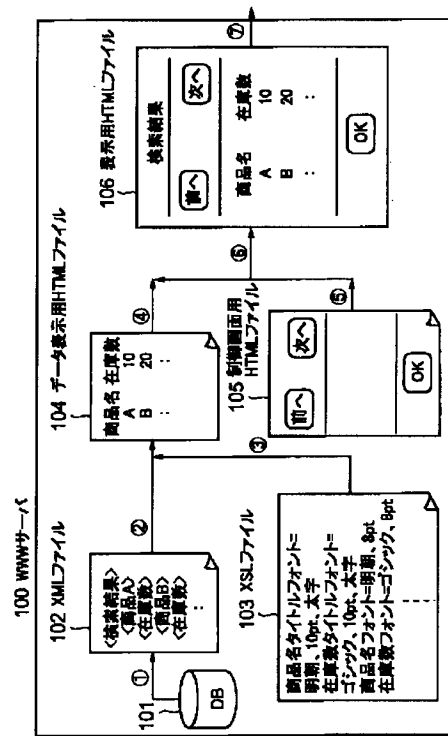 100 WWWサーバ
101
DB
①
102 XMLファイル
<検索結果>
<商品A>
<在庫数>
<商品B>
<在庫数>
:
②
103 XSLファイル
商品名タイトルフォント=
明朝、10pt、太字
在庫数タイトルフォント=
ゴシック、10pt、太字
商品名フォント=明朝、8pt
在庫数フォント=ゴシック、8pt
③
104 データ表示用HTMLファイル
商品名 在庫数
A 10
B 20
: :
④
105 制御画面用
HTMLファイル
前へ 次へ
OK
⑤
⑥
106 表示用HTMLファイル
検索結果
前へ 次へ
商品名 在庫数
A 10
B 20
: :
OK
⑦